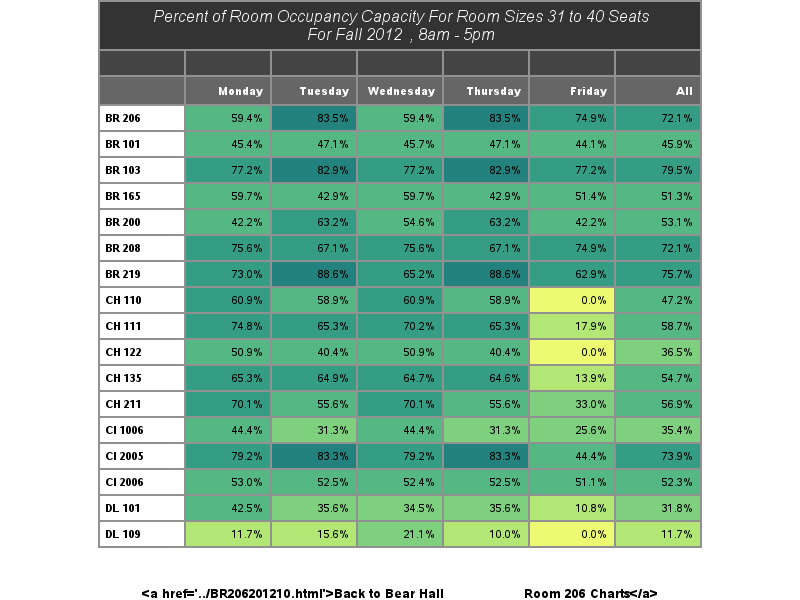 Percent of Room Occupancy Capacity For Room Sizes 31 to 40 Seats
For Fall 2012 , 8am - 5pm
Monday Tuesday Wednesday Thursday Friday All
BR 206 59.4% 83.5% 59.4% 83.5% 74.9% 72.1%
BR 101 45.4% 47.1% 45.7% 47.1% 44.1% 45.9%
BR 103 77.2% 82.9% 77.2% 82.9% 77.2% 79.5%
BR 165 59.7% 42.9% 59.7% 42.9% 51.4% 51.3%
BR 200 42.2% 63.2% 54.6% 63.2% 42.2% 53.1%
BR 208 75.6% 67.1% 75.6% 67.1% 74.9% 72.1%
BR 219 73.0% 88.6% 65.2% 88.6% 62.9% 75.7%
CH 110 60.9% 58.9% 60.9% 58.9% 0.0% 47.2%
CH 111 74.8% 65.3% 70.2% 65.3% 17.9% 58.7%
CH 122 50.9% 40.4% 50.9% 40.4% 0.0% 36.5%
CH 135 65.3% 64.9% 64.7% 64.6% 13.9% 54.7%
CH 211 70.1% 55.6% 70.1% 55.6% 33.0% 56.9%
CI 1006 44.4% 31.3% 44.4% 31.3% 25.6% 35.4%
CI 2005 79.2% 83.3% 79.2% 83.3% 44.4% 73.9%
CI 2006 53.0% 52.5% 52.4% 52.5% 51.1% 52.3%
DL 101 42.5% 35.6% 34.5% 35.6% 10.8% 31.8%
DL 109 11.7% 15.6% 21.1% 10.0% 0.0% 11.7%
<a href='../BR206201210.html'>Back to Bear Hall Room 206 Charts</a>